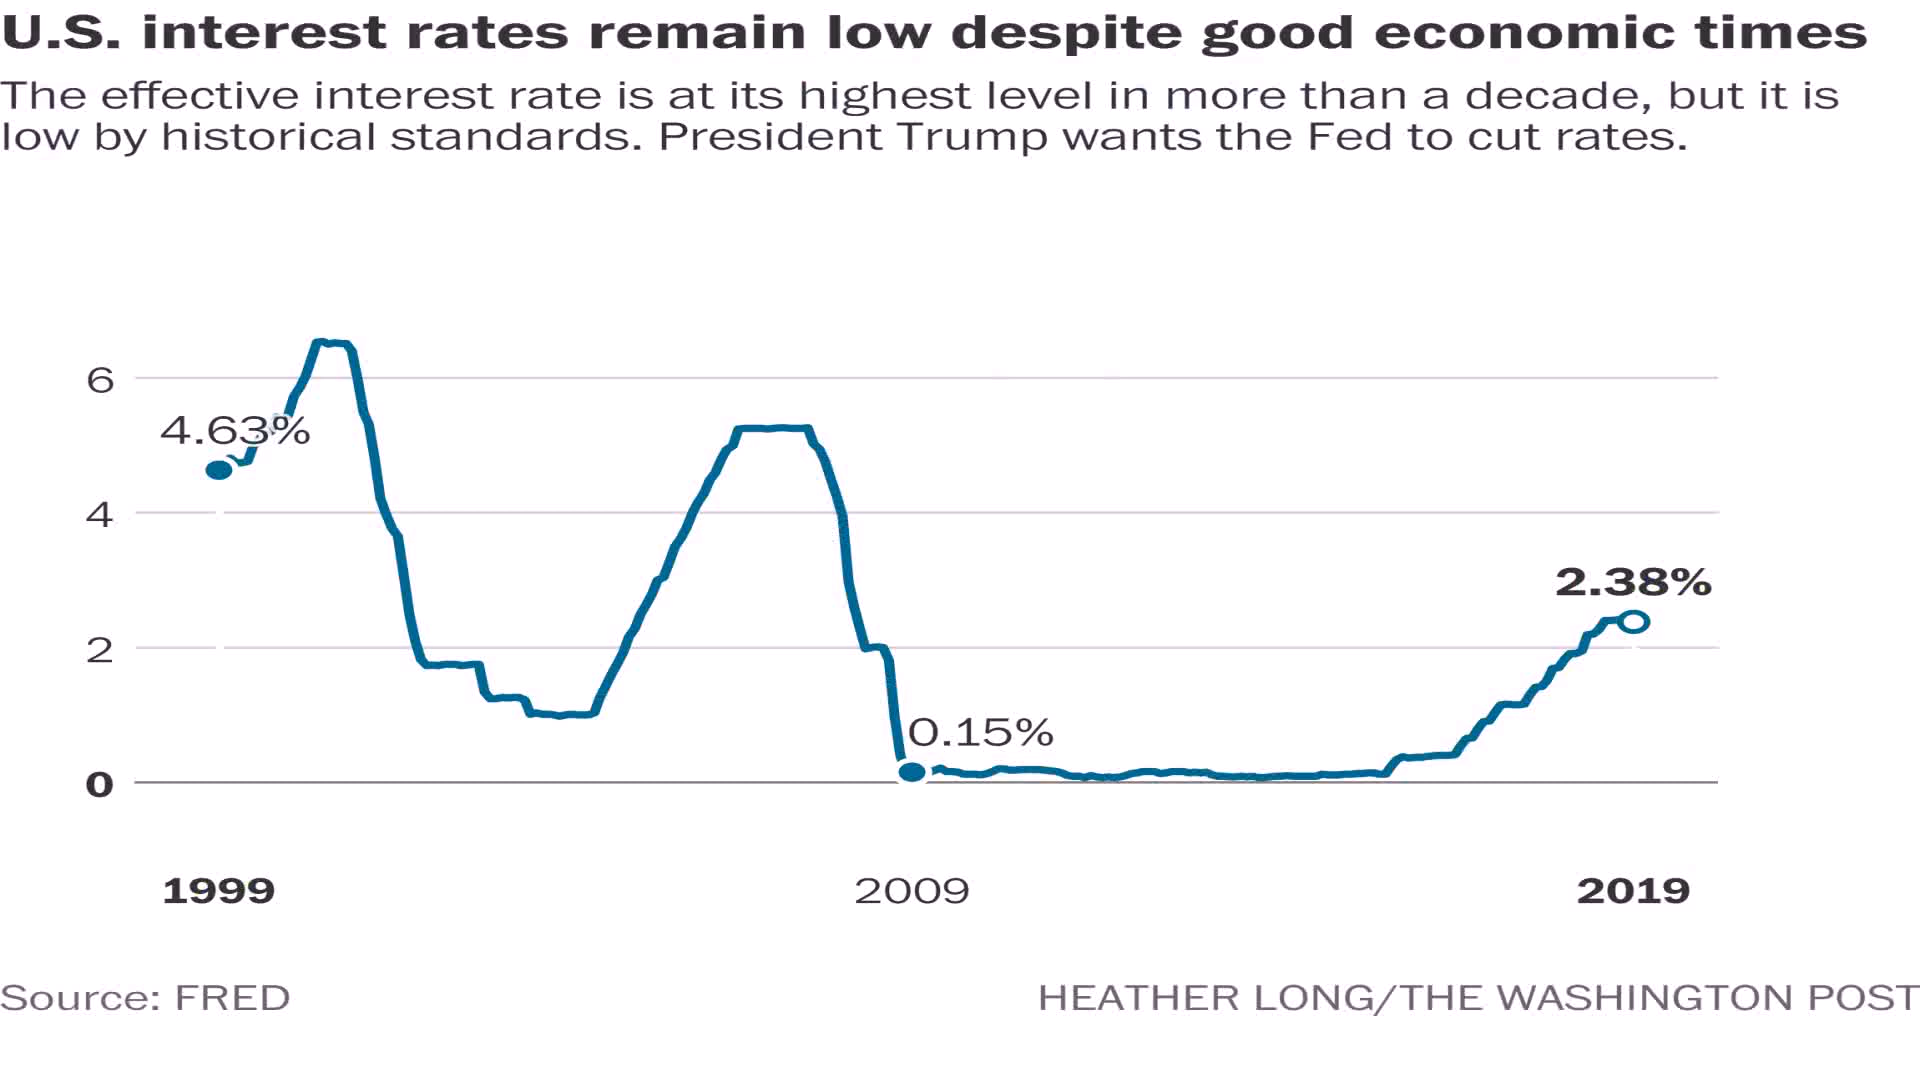 U.S. interest rates remain low despite good economic times
The effective interest rate is at its highest level in more than a decade, but it is
low by historical standards. President Trump wants the Fed to cut rates.
6
4.63%
4
2.38%
2
0.15%
0
1999 2009 2019
Source: FRED HEATHER LONG/THE WASHINGTON POST